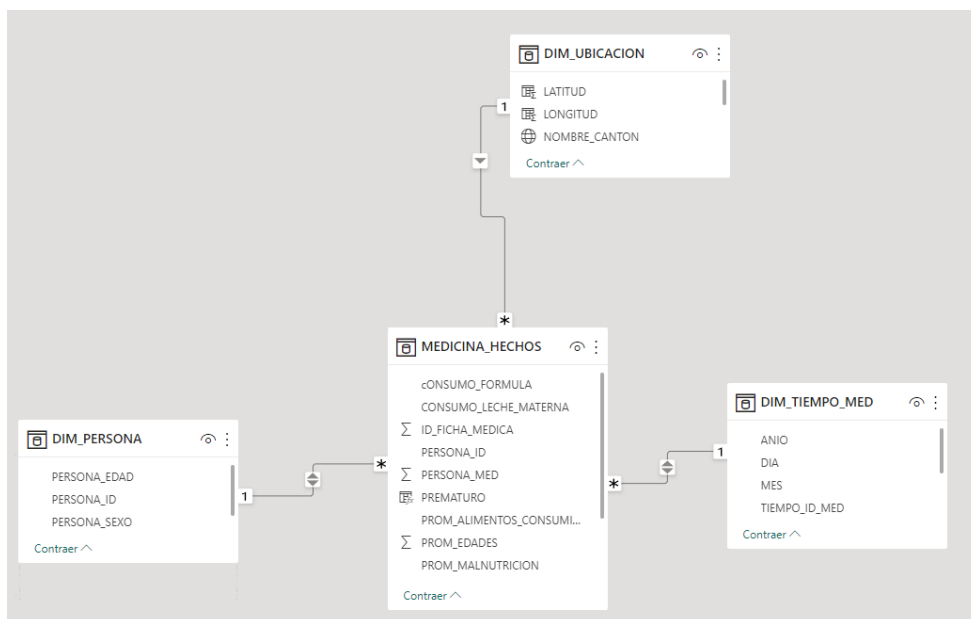 DIM_UBICACION
LATITUD
LONGITUD
NOMBRE_CANTON
Contraer
1
*
MEDICINA_HECHOS
cONSUMO_FORMULA
CONSUMO_LECHE_MATERNA
ID_FICHA_MEDICA
PERSONA_ID
PERSONA_MED
PREMATURO
PROM_ALIMENTOS_CONSUMI...
PROM_EDADES
PROM_MALNUTRICION
Contraer
DIM_PERSONA
PERSONA_EDAD
PERSONA_ID
PERSONA_SEXO
Contraer
1
*
DIM_TIEMPO_MED
ANIO
DIA
MES
TIEMPO_ID_MED
Contraer
1
*